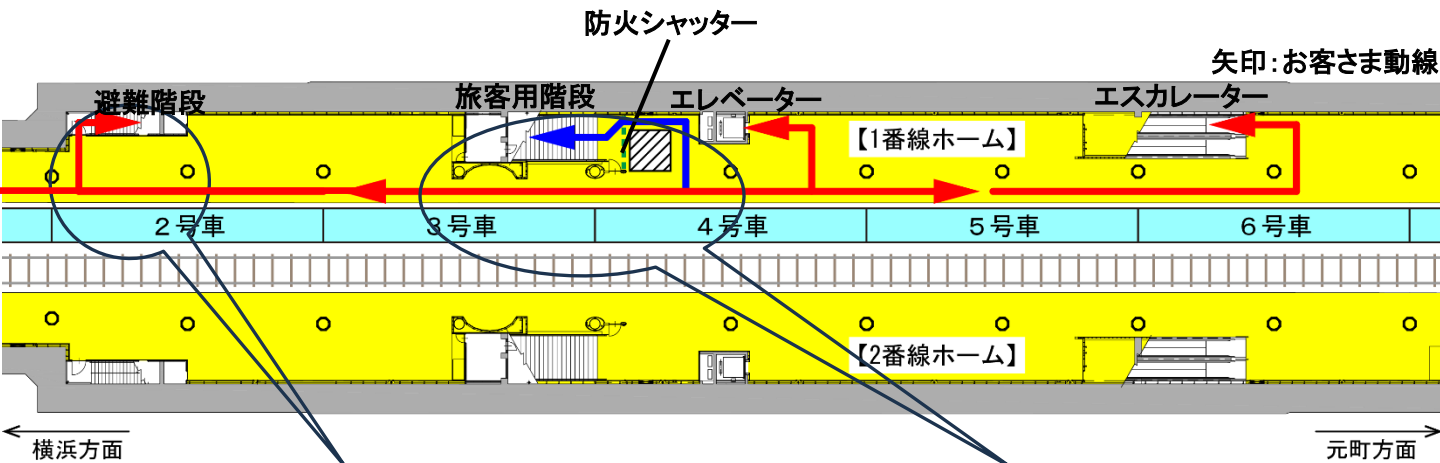 防火シャッター
矢印：お客さま動線
避難階段
旅客用階段
エレベーター
エスカレーター
【1番線ホーム】
２号車
３号車
４号車
５号車
６号車
【2番線ホーム】
横浜方面
元町方面